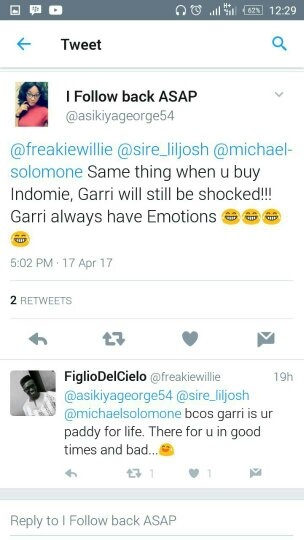 62% 12:29
Tweet
I Follow back ASAP
@asikiyageorge54
@freakiewillie @sire_liljosh @michael-
solomone Same thing when u buy
Indomie, Garri will still be shocked!!!
Garri always have Emotions 😂😂😂
😂
5:02 PM · 17 Apr 17
2 RETWEETS
FiglioDelCielo @freakiewillie 19h
@asikiyageorge54 @sire_liljosh
@michaelsolomone bcos garri is ur
paddy for life. There for u in good
times and bad...😊
1 1
Reply to I Follow back ASAP